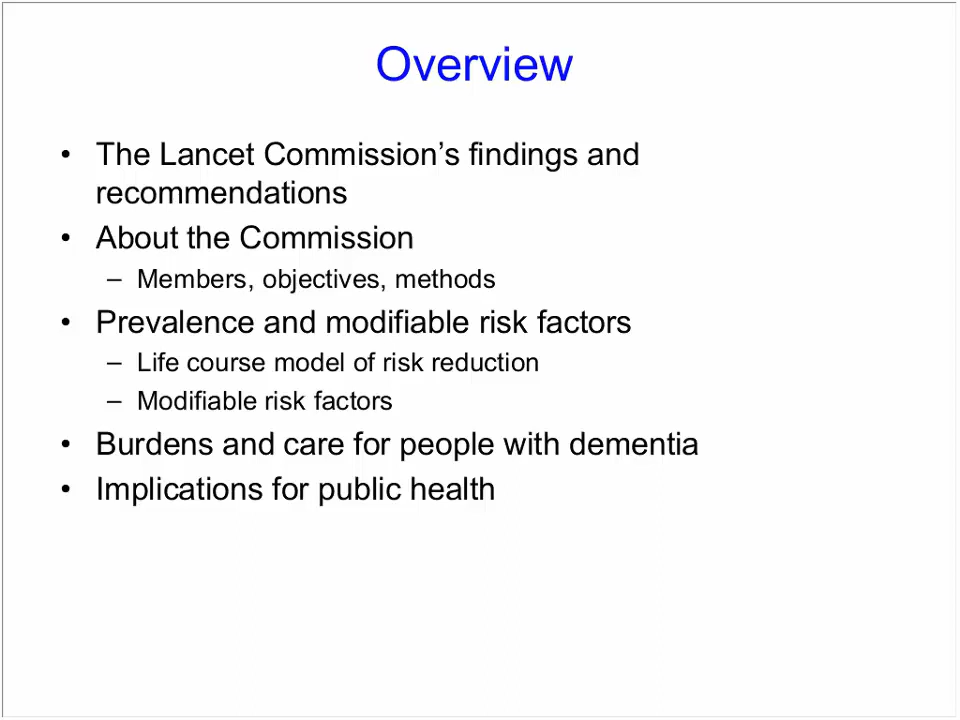 Overview
• The Lancet Commission’s findings and
recommendations
• About the Commission
– Members, objectives, methods
• Prevalence and modifiable risk factors
– Life course model of risk reduction
– Modifiable risk factors
• Burdens and care for people with dementia
• Implications for public health